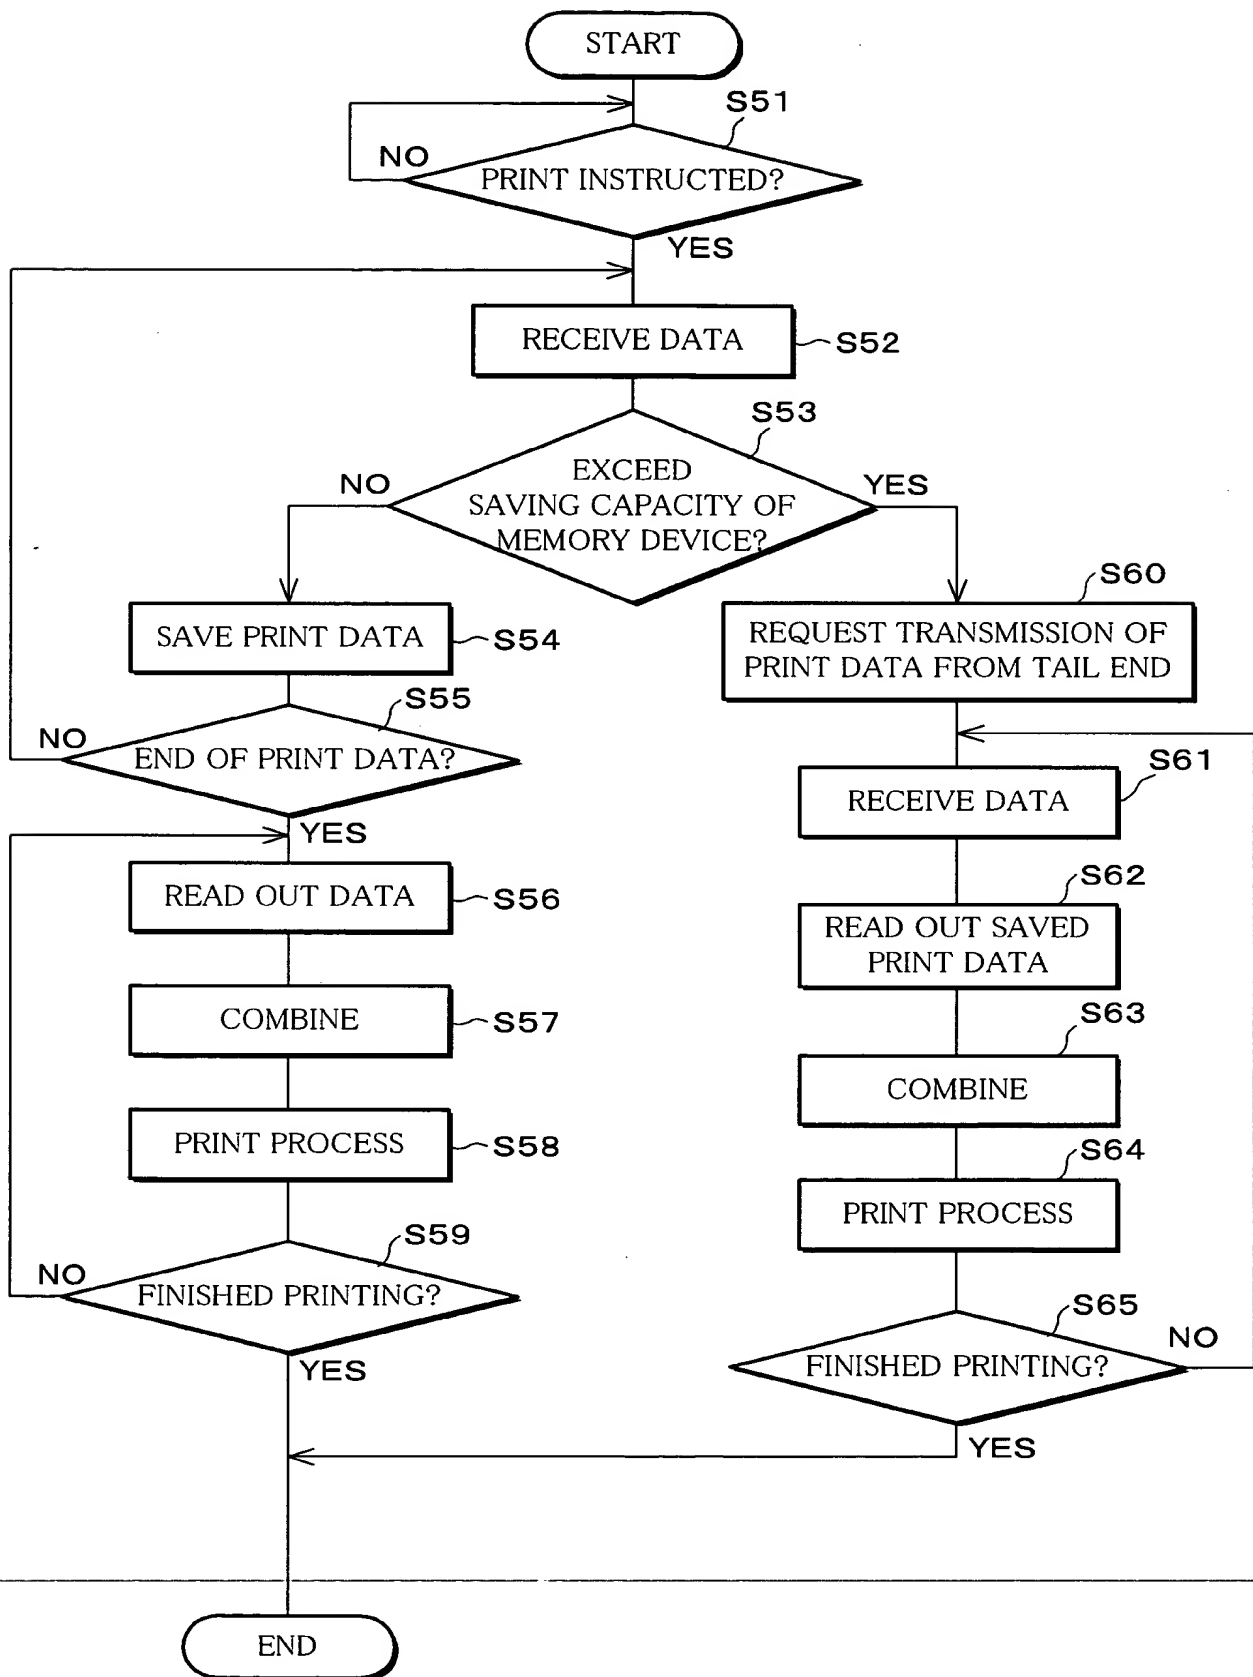 START
S51
NO
PRINT INSTRUCTED?
YES
RECEIVE DATA
S52
S53
NO
EXCEED
SAVING CAPACITY OF
MEMORY DEVICE?
YES
SAVE PRINT DATA
S54
S55
NO
END OF PRINT DATA?
YES
READ OUT DATA
S56
COMBINE
S57
PRINT PROCESS
S58
S59
NO
FINISHED PRINTING?
YES
S60
REQUEST TRANSMISSION OF
PRINT DATA FROM TAIL END
S61
RECEIVE DATA
S62
READ OUT SAVED
PRINT DATA
S63
COMBINE
S64
PRINT PROCESS
S65
NO
FINISHED PRINTING?
YES
END